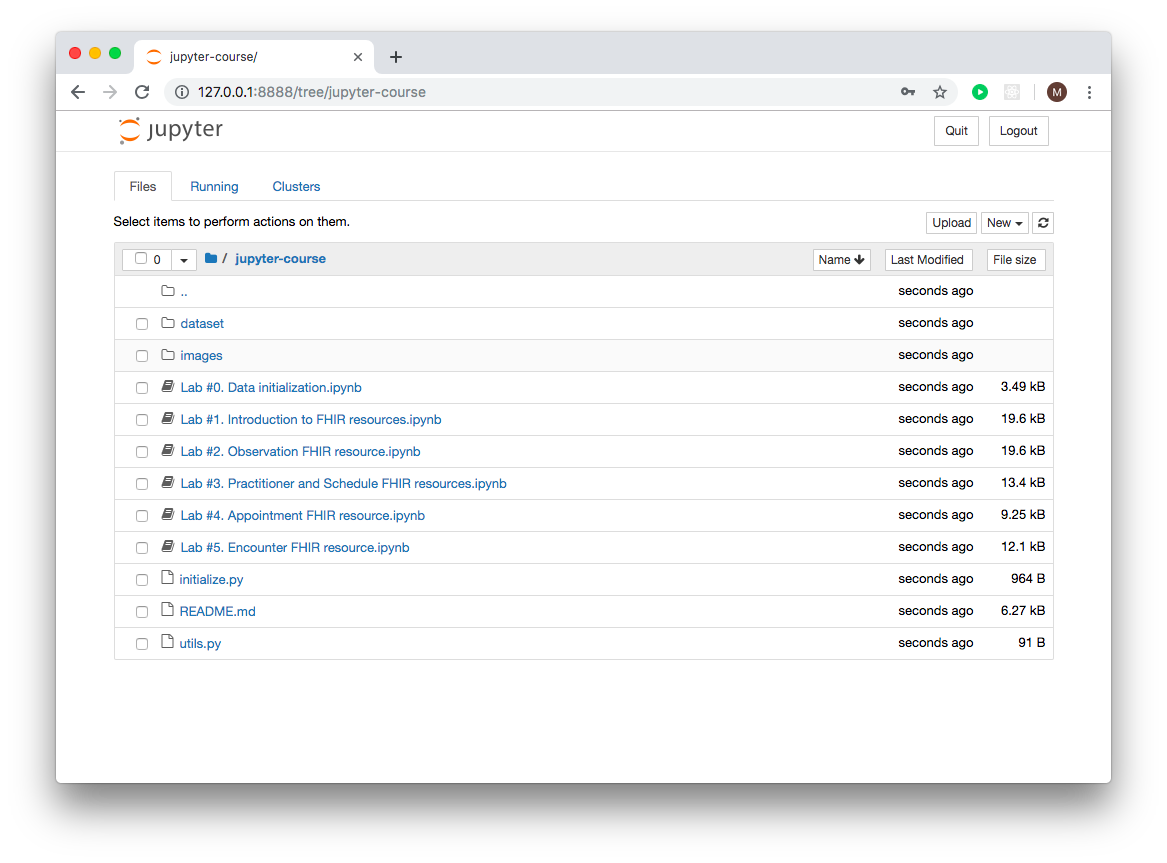 jupyter-course/
127.0.0.1:8888/tree/jupyter-course
M
jupyter
Quit
Logout
Files
Running
Clusters
Select items to perform actions on them.
Upload
New
0
/ jupyter-course
Name
Last Modified
File size
.. seconds ago
dataset seconds ago
images seconds ago
Lab #0. Data initialization.ipynb seconds ago 3.49 kB
Lab #1. Introduction to FHIR resources.ipynb seconds ago 19.6 kB
Lab #2. Observation FHIR resource.ipynb seconds ago 19.6 kB
Lab #3. Practitioner and Schedule FHIR resources.ipynb seconds ago 13.4 kB
Lab #4. Appointment FHIR resource.ipynb seconds ago 9.25 kB
Lab #5. Encounter FHIR resource.ipynb seconds ago 12.1 kB
initialize.py seconds ago 964 B
README.md seconds ago 6.27 kB
utils.py seconds ago 91 B